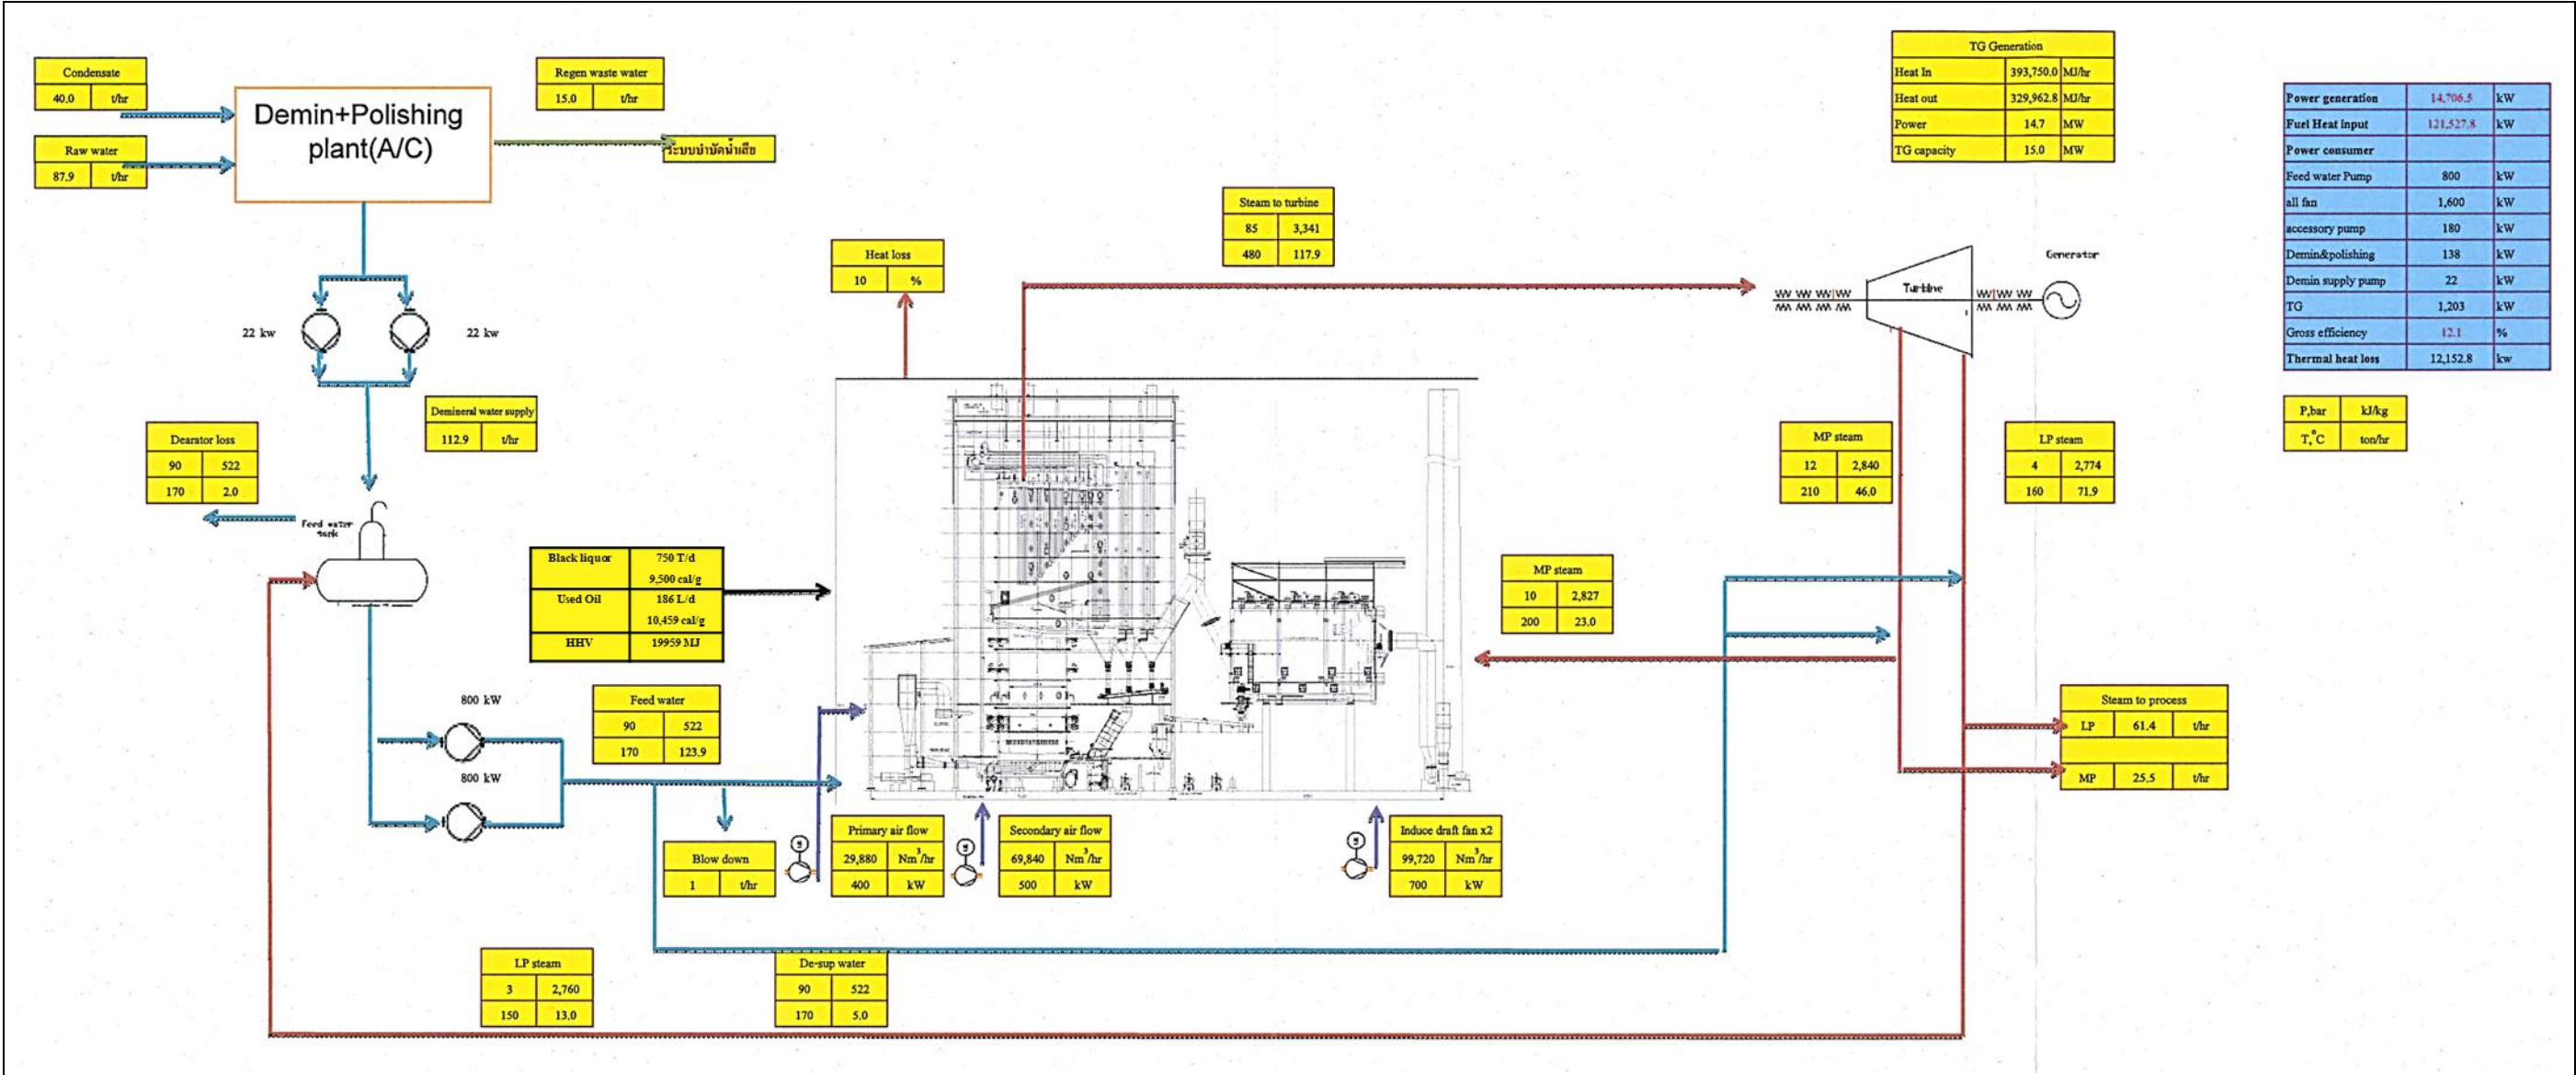 Condensate
40.0 t/hr
Raw water
87.9 t/hr
Demin+Polishing
plant(A/C)
Regen waste water
15.0 t/hr
ระบบบำบัดน้ำเสีย
22 kw
22 kw
Demineral water supply
112.9 t/hr
Dearator loss
90 522
170 2.0
Feed water
tank
Black liquor 750 T/d
9,500 cal/g
Used Oil 186 L/d
10,459 cal/g
HHV 19959 MJ
800 kW
800 kW
Feed water
90 522
170 123.9
Blow down
1 t/hr
Primary air flow
29,880 Nm³/hr
400 kW
Secondary air flow
69,840 Nm³/hr
500 kW
Induce draft fan x2
99,720 Nm³/hr
700 kW
LP steam
3 2,760
150 13.0
De-sup water
90 522
170 5.0
Heat loss
10 %
Steam to turbine
85 3,341
480 117.9
TG Generation
Heat In 393,750.0 MJ/hr
Heat out 329,962.8 MJ/hr
Power 14.7 MW
TG capacity 15.0 MW
Turbine
Generator
MP steam
12 2,840
210 46.0
LP steam
4 2,774
160 71.9
MP steam
10 2,827
200 23.0
Steam to process
LP 61.4 t/hr
MP 25.5 t/hr
Power generation 14,706.5 kW
Fuel Heat input 121,527.8 kW
Power consumer
Feed water Pump 800 kW
all fan 1,600 kW
accessory pump 180 kW
Demin&polishing 138 kW
Demin supply pump 22 kW
TG 1,203 kW
Gross efficiency 12.1 %
Thermal heat loss 12,152.8 kw
P,bar kJ/kg
T,°C ton/hr